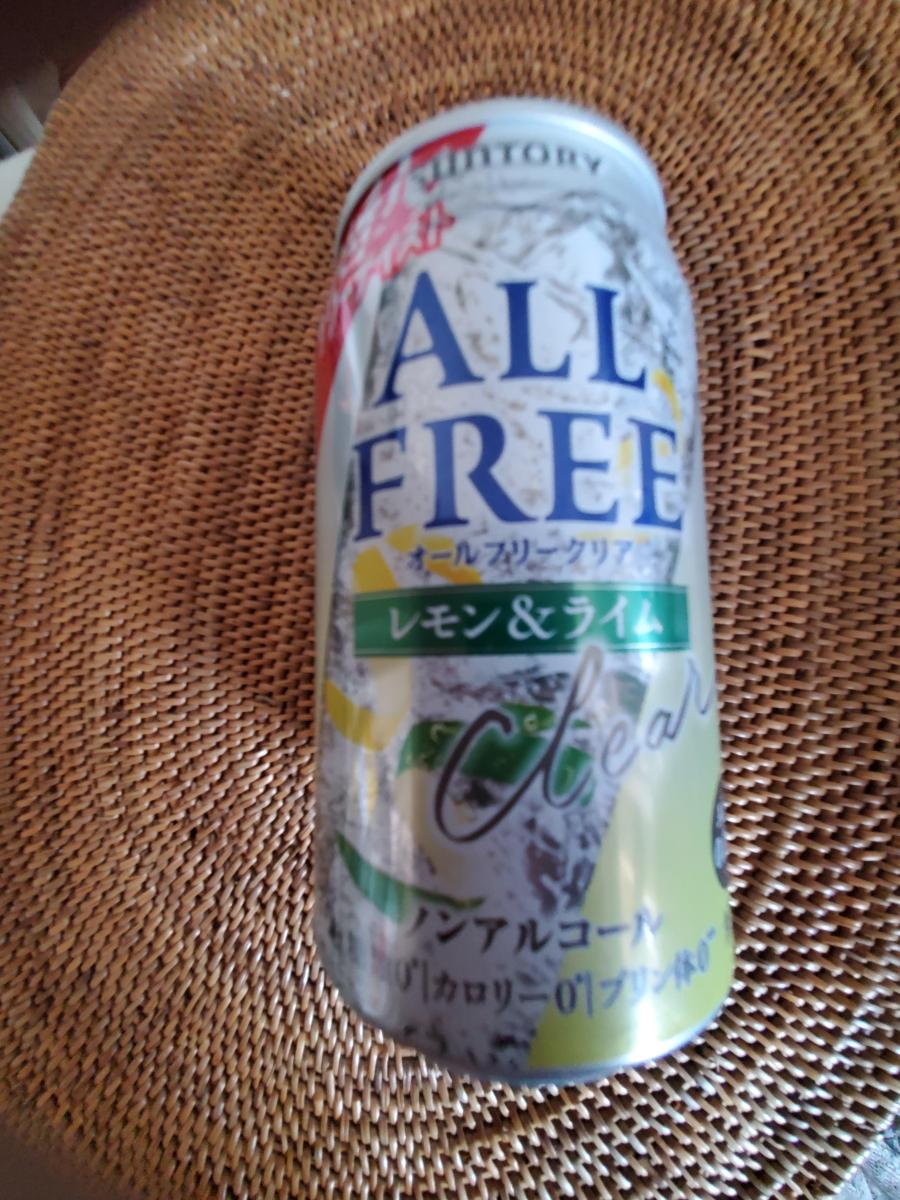 SUNTORY
ALL
FREE
オールフリークリア
レモン&ライム
clear
ノンアルコール
0*|カロリー0*|プリン体0*